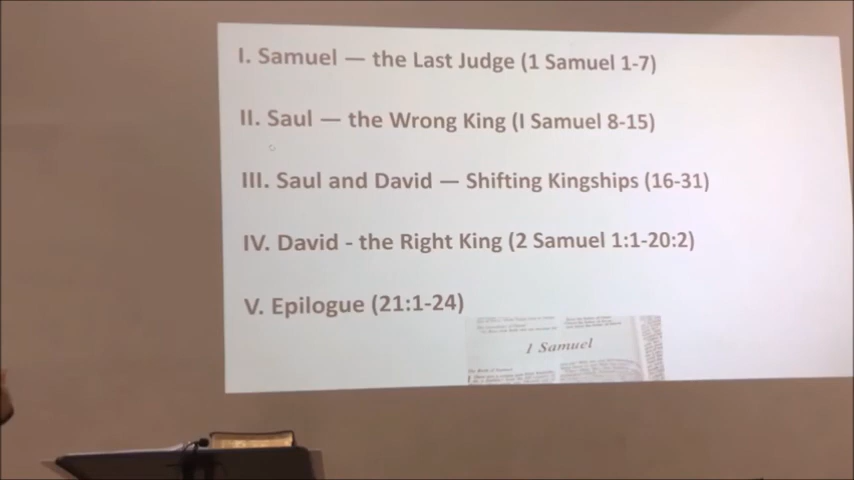 I. Samuel — the Last Judge (1 Samuel 1-7)
II. Saul — the Wrong King (I Samuel 8-15)
III. Saul and David — Shifting Kingships (16-31)
IV. David - the Right King (2 Samuel 1:1-20:2)
V. Epilogue (21:1-24)
1 Samuel